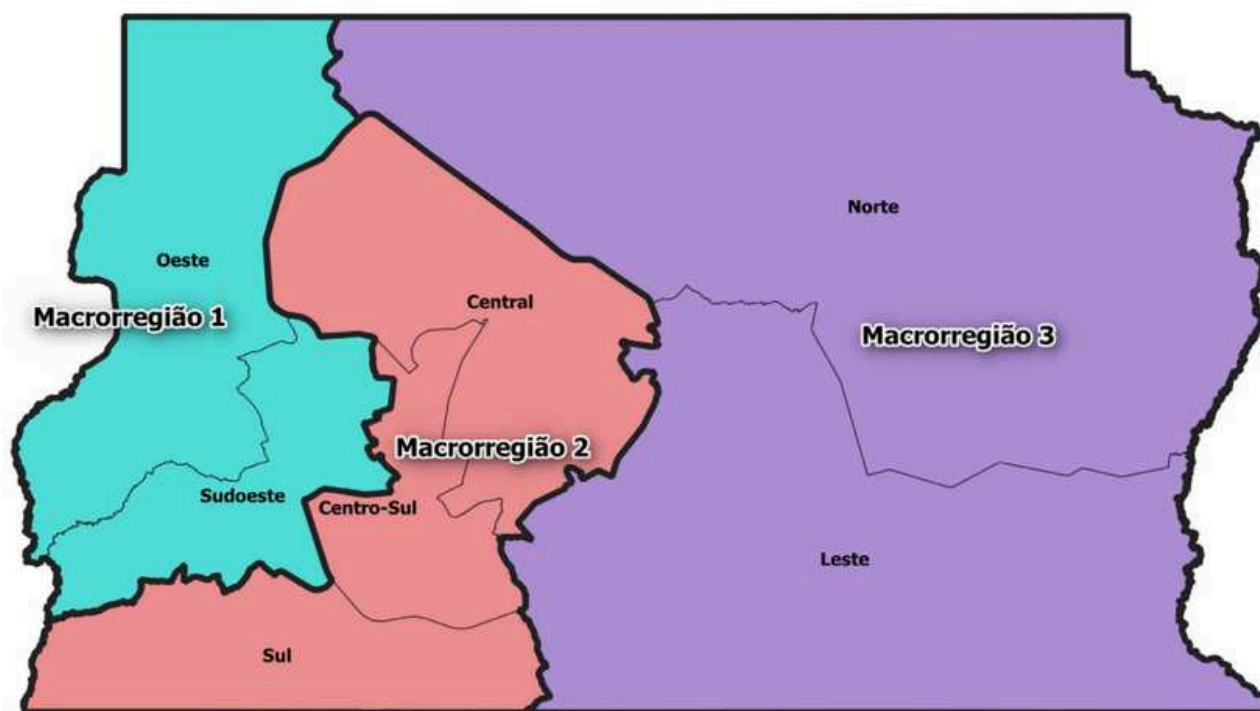 Norte
Oeste
Central
Macrorregião 1
Macrorregião 3
Macrorregião 2
Sudoeste
Centro-Sul
Leste
Sul